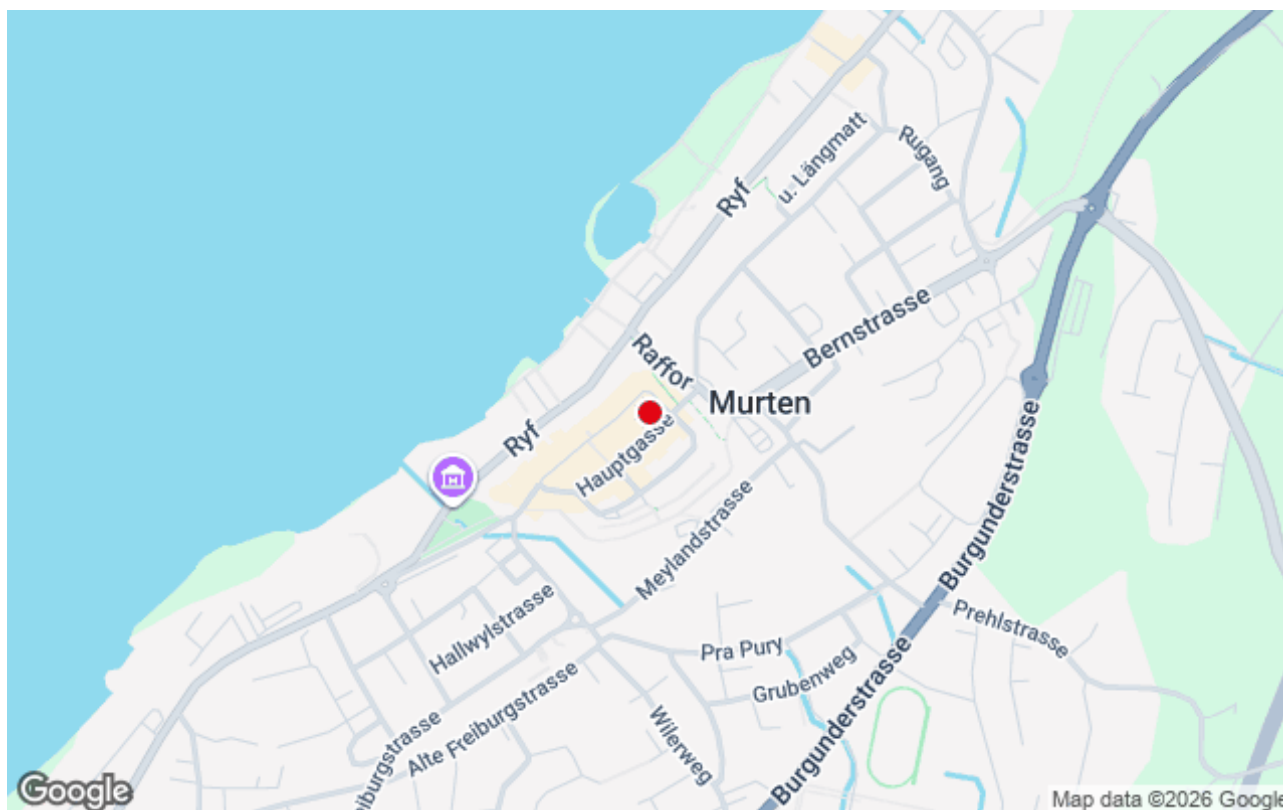 u. Längmatt
Rugang
Ryf
Bernstrasse
Raffor
Murten
Ryf
Hauptgasse
Burgunderstrasse
Meylandstrasse
Prehlstrasse
Hallwylstrasse
Pra Pury
Grubenweg
Alte Freiburgstrasse
eiburgstrasse
Wilerweg
Burgunderstrasse
Google
Map data ©2026 Google